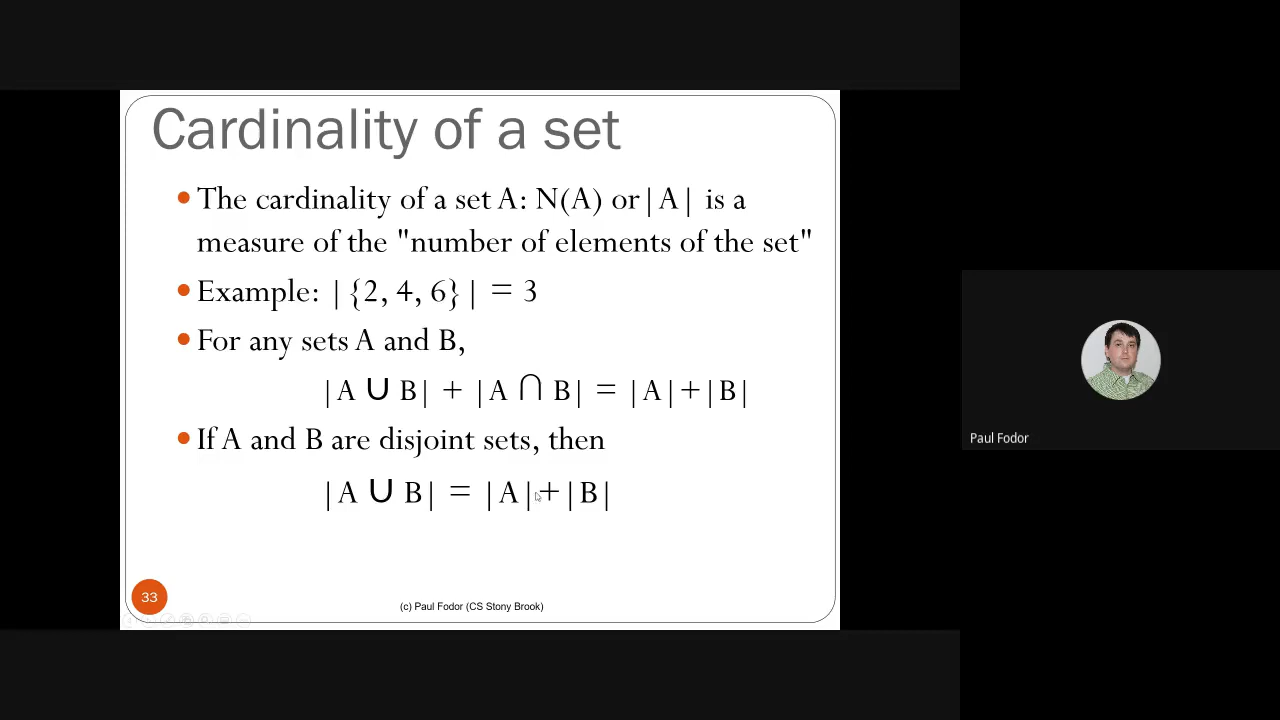 Cardinality of a set
• The cardinality of a set A: N(A) or |A| is a
measure of the "number of elements of the set"
• Example: |{2, 4, 6}| = 3
• For any sets A and B,
|A ∪ B| + |A ∩ B| = |A|+|B|
• If A and B are disjoint sets, then
|A ∪ B| = |A|+|B|
33
(c) Paul Fodor (CS Stony Brook)
Paul Fodor